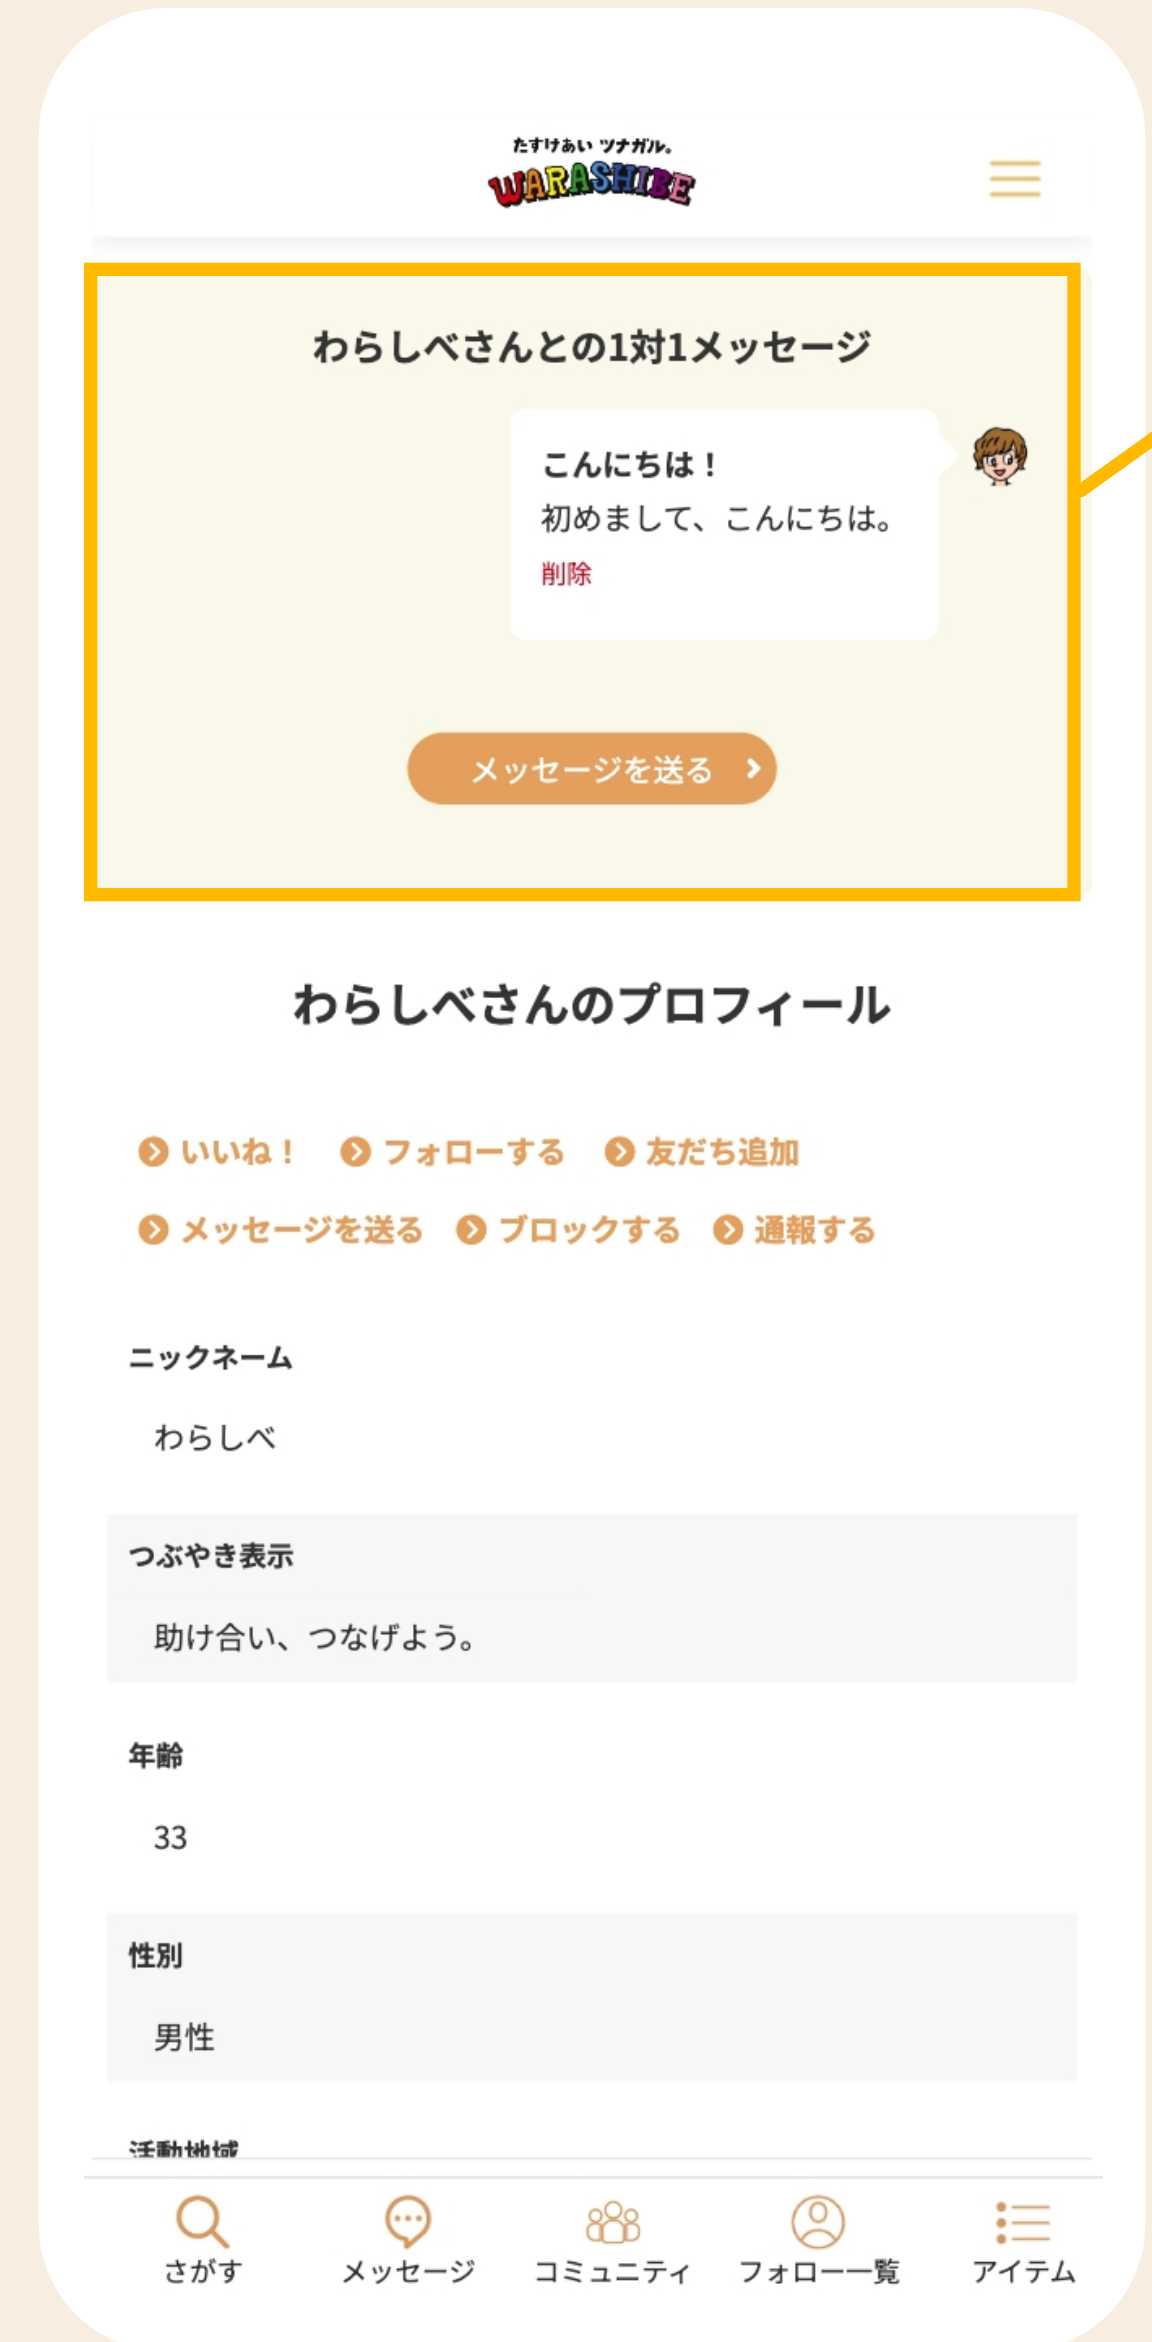 たすけあい ツナガル。
WARASHIBE
わらしべさんとの1対1メッセージ
こんにちは！
初めまして、こんにちは。
削除
メッセージを送る
わらしべさんのプロフィール
いいね！ フォローする 友だち追加
メッセージを送る ブロックする 通報する
ニックネーム
わらしべ
つぶやき表示
助け合い、つなげよう。
年齢
33
性別
男性
活動地域
さがす メッセージ コミュニティ フォロー一覧 アイテム